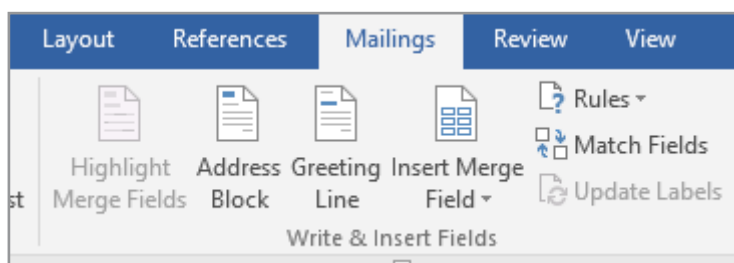 Layout References Mailings Review View
Highlight Merge Fields
Address Block
Greeting Line
Insert Merge Field
Rules
Match Fields
Update Labels
st
Write & Insert Fields